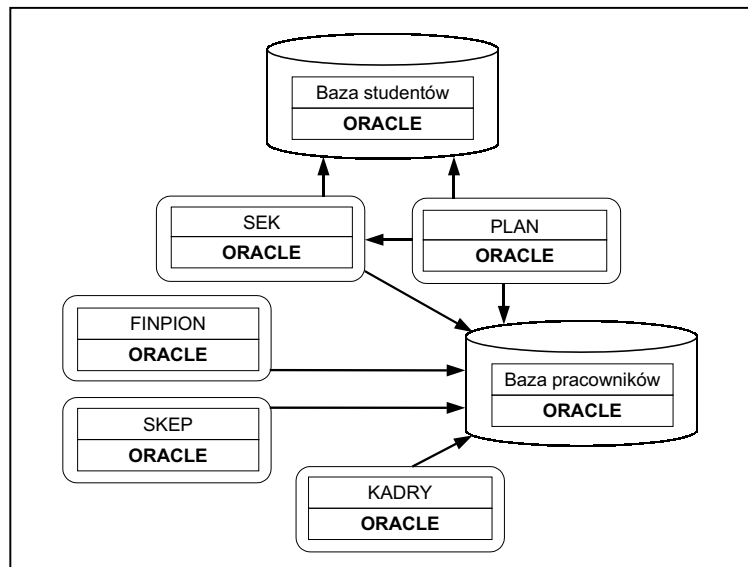 Baza studentów
ORACLE
SEK
ORACLE
PLAN
ORACLE
FINPION
ORACLE
Baza pracowników
ORACLE
SKEP
ORACLE
KADRY
ORACLE